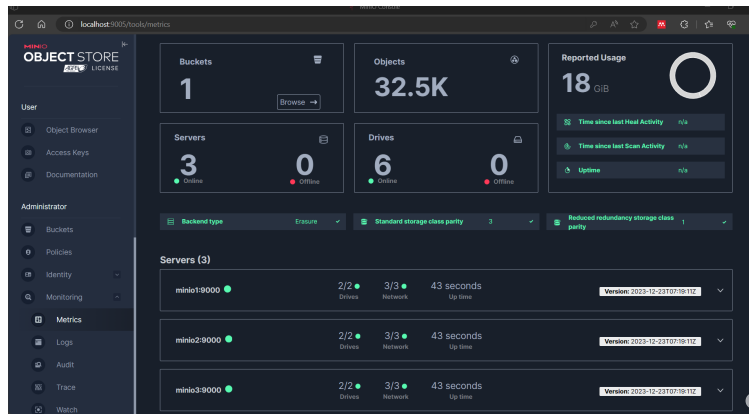 MinIO Console
localhost:9005/tools/metrics
MINIO
OBJECT STORE
AGPLv3 LICENSE
User
Object Browser
Access Keys
Documentation
Administrator
Buckets
Policies
Identity
Monitoring
Metrics
Logs
Audit
Trace
Watch
Buckets
1
Browse →
Objects
32.5K
Reported Usage
18 GiB
Time since last Heal Activity n/a
Time since last Scan Activity n/a
Uptime n/a
Servers
3 0
Online Offline
Drives
6 0
Online Offline
Backend type Erasure
Standard storage class parity 3
Reduced redundancy storage class parity 1
Servers (3)
minio1:9000 2/2 3/3 43 seconds Version: 2023-12-23T07:19:11Z
Drives Network Up time
minio2:9000 2/2 3/3 43 seconds Version: 2023-12-23T07:19:11Z
Drives Network Up time
minio3:9000 2/2 3/3 43 seconds Version: 2023-12-23T07:19:11Z
Drives Network Up time